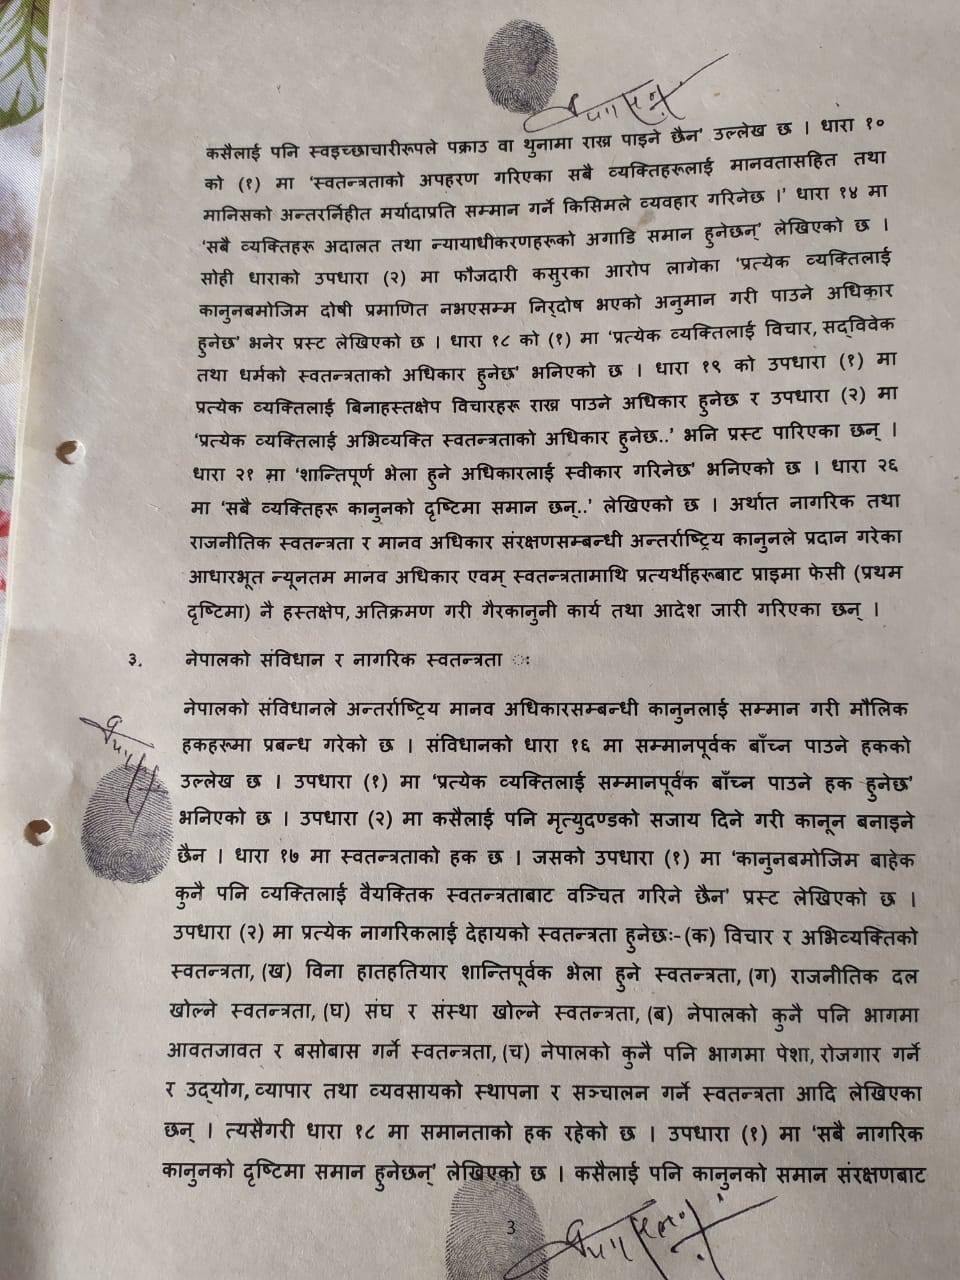 कसैलाई पनि स्वइच्छाचारीरूपले पक्राउ वा थुनामा राख्न पाइने छैन' उल्लेख छ । धारा १०
को (१) मा 'स्वतन्त्रताको अपहरण गरिएका सबै व्यक्तिहरूलाई मानवतासहित तथा
मानिसको अन्तरर्निहीत मर्यादाप्रति सम्मान गर्ने किसिमले व्यवहार गरिनेछ ।' धारा १४ मा
'सबै व्यक्तिहरू अदालत तथा न्यायाधीकरणहरूको अगाडि समान हुनेछन्' लेखिएको छ ।
सोही धाराको उपधारा (२) मा फौजदारी कसुरका आरोप लागेका 'प्रत्येक व्यक्तिलाई
कानुनबमोजिम दोषी प्रमाणित नभएसम्म निर्दोष भएको अनुमान गरी पाउने अधिकार
हुनेछ' भनेर प्रस्ट लेखिएको छ । धारा १८ को (१) मा 'प्रत्येक व्यक्तिलाई विचार, सद्विवेक
तथा धर्मको स्वतन्त्रताको अधिकार हुनेछ' भनिएको छ । धारा १९ को उपधारा (१) मा
प्रत्येक व्यक्तिलाई बिनाहस्तक्षेप विचारहरू राख्न पाउने अधिकार हुनेछ र उपधारा (२) मा
'प्रत्येक व्यक्तिलाई अभिव्यक्ति स्वतन्त्रताको अधिकार हुनेछ..' भनि प्रस्ट पारिएका छन् ।
धारा २१ मा 'शान्तिपूर्ण भेला हुने अधिकारलाई स्वीकार गरिनेछ' भनिएको छ । धारा २६
मा 'सबै व्यक्तिहरू कानुनको दृष्टिमा समान छन्..' लेखिएको छ । अर्थात नागरिक तथा
राजनीतिक स्वतन्त्रता र मानव अधिकार संरक्षणसम्बन्धी अन्तर्राष्ट्रिय कानुनले प्रदान गरेका
आधारभूत न्यूनतम मानव अधिकार एवम् स्वतन्त्रतामाथि प्रत्यर्थीहरूबाट प्राइमा फेसी (प्रथम
दृष्टिमा) नै हस्तक्षेप, अतिक्रमण गरी गैरकानुनी कार्य तथा आदेश जारी गरिएका छन् ।
३. नेपालको संविधान र नागरिक स्वतन्त्रता ः
नेपालको संविधानले अन्तर्राष्ट्रिय मानव अधिकारसम्बन्धी कानुनलाई सम्मान गरी मौलिक
हकहरूमा प्रबन्ध गरेको छ । संविधानको धारा १६ मा सम्मानपूर्वक बाँच्न पाउने हकको
उल्लेख छ । उपधारा (१) मा 'प्रत्येक व्यक्तिलाई सम्मानपूर्वक बाँच्न पाउने हक हुनेछ'
भनिएको छ । उपधारा (२) मा कसैलाई पनि मृत्युदण्डको सजाय दिने गरी कानून बनाइने
छैन । धारा १७ मा स्वतन्त्रताको हक छ । जसको उपधारा (१) मा 'कानुनबमोजिम बाहेक
कुनै पनि व्यक्तिलाई वैयक्तिक स्वतन्त्रताबाट वञ्चित गरिने छैन' प्रस्ट लेखिएको छ ।
उपधारा (२) मा प्रत्येक नागरिकलाई देहायको स्वतन्त्रता हुनेछः-(क) विचार र अभिव्यक्तिको
स्वतन्त्रता, (ख) विना हातहतियार शान्तिपूर्वक भेला हुने स्वतन्त्रता, (ग) राजनीतिक दल
खोल्ने स्वतन्त्रता, (घ) संघ र संस्था खोल्ने स्वतन्त्रता, (ब) नेपालको कुनै पनि भागमा
आवतजावत र बसोबास गर्ने स्वतन्त्रता, (च) नेपालको कुनै पनि भागमा पेशा, रोजगार गर्ने
र उद्योग, व्यापार तथा व्यवसायको स्थापना र सञ्चालन गर्ने स्वतन्त्रता आदि लेखिएका
छन् । त्यसैगरी धारा १८ मा समानताको हक रहेको छ । उपधारा (१) मा 'सबै नागरिक
कानुनको दृष्टिमा समान हुनेछन्' लेखिएको छ । कसैलाई पनि कानुनको समान संरक्षणबाट
3